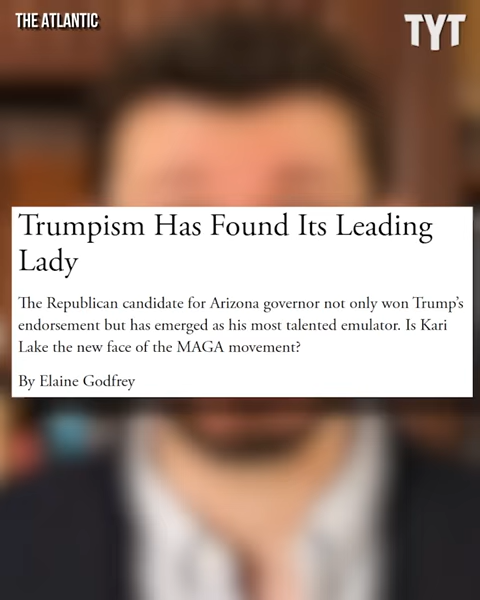 THE ATLANTIC
TYT
Trumpism Has Found Its Leading
Lady
The Republican candidate for Arizona governor not only won Trump's
endorsement but has emerged as his most talented emulator. Is Kari
Lake the new face of the MAGA movement?
By Elaine Godfrey